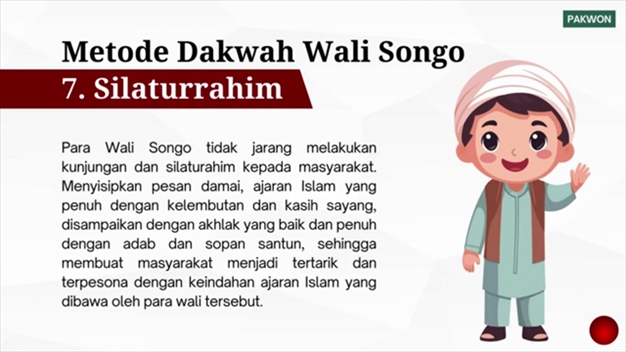 PAKWON
Metode Dakwah Wali Songo
7. Silaturrahim
Para Wali Songo tidak jarang melakukan
kunjungan dan silaturahim kepada masyarakat.
Menyisipkan pesan damai, ajaran Islam yang
penuh dengan kelembutan dan kasih sayang,
disampaikan dengan akhlak yang baik dan penuh
dengan adab dan sopan santun, sehingga
membuat masyarakat menjadi tertarik dan
terpesona dengan keindahan ajaran Islam yang
dibawa oleh para wali tersebut.